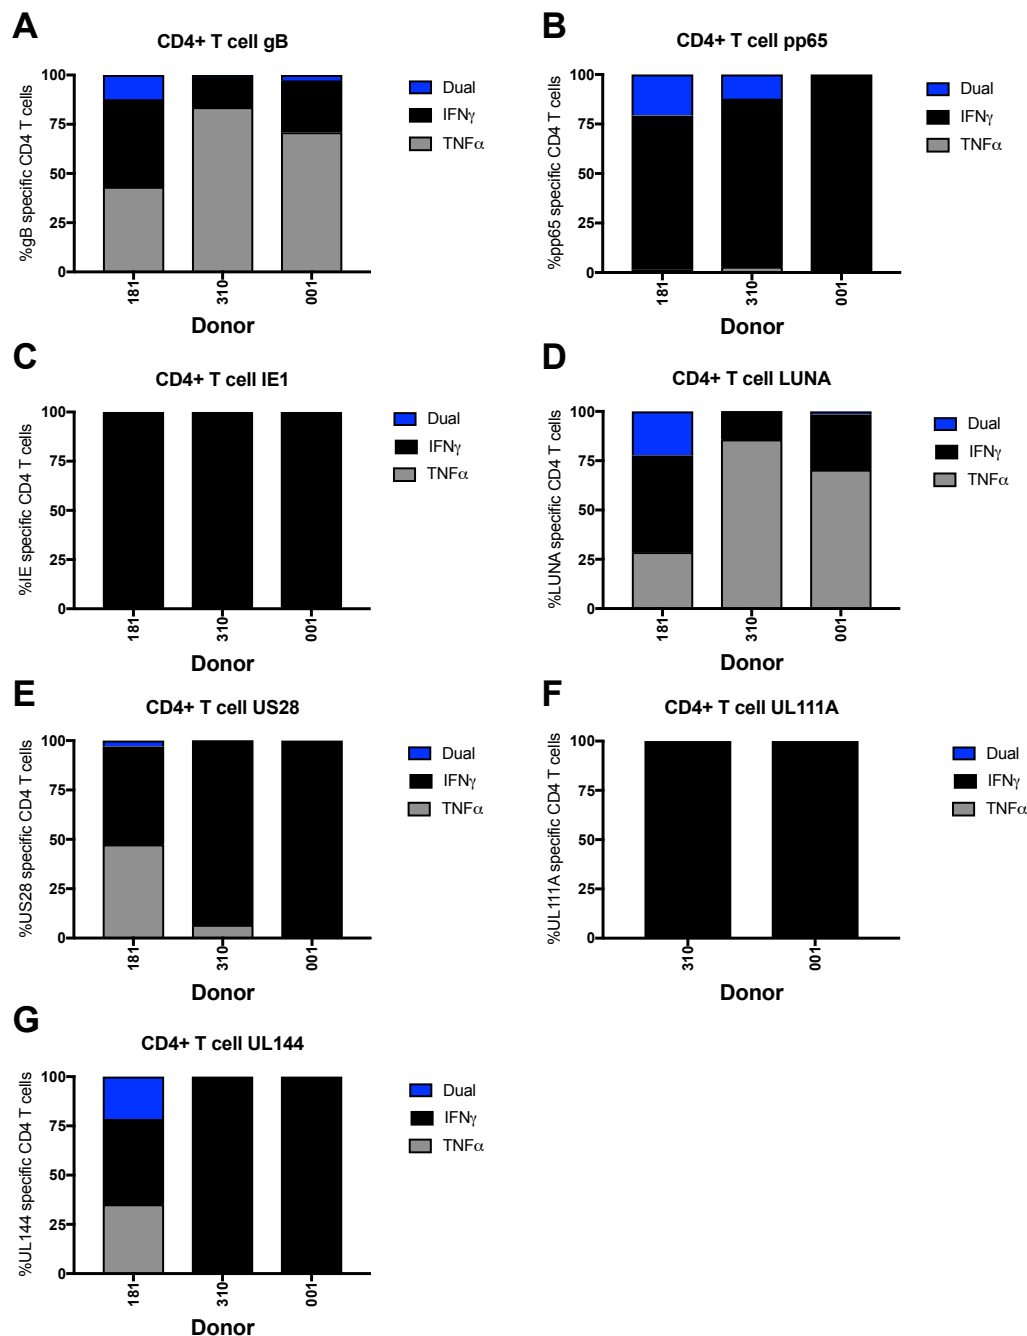 A
CD4+ T cell gB
%gB specific CD4 T cells
100
75
50
25
0
181
310
001
Donor
Dual
IFNγ
TNFα
B
CD4+ T cell pp65
%pp65 specific CD4 T cells
100
75
50
25
0
181
310
001
Donor
Dual
IFNγ
TNFα
C
CD4+ T cell IE1
%IE specific CD4 T cells
100
75
50
25
0
181
310
001
Donor
Dual
IFNγ
TNFα
D
CD4+ T cell LUNA
%LUNA specific CD4 T cells
100
75
50
25
0
181
310
001
Donor
Dual
IFNγ
TNFα
E
CD4+ T cell US28
%US28 specific CD4 T cells
100
75
50
25
0
181
310
001
Donor
Dual
IFNγ
TNFα
F
CD4+ T cell UL111A
%UL111A specific CD4 T cells
100
75
50
25
0
310
001
Donor
Dual
IFNγ
TNFα
G
CD4+ T cell UL144
%UL144 specific CD4 T cells
100
75
50
25
0
181
310
001
Donor
Dual
IFNγ
TNFα